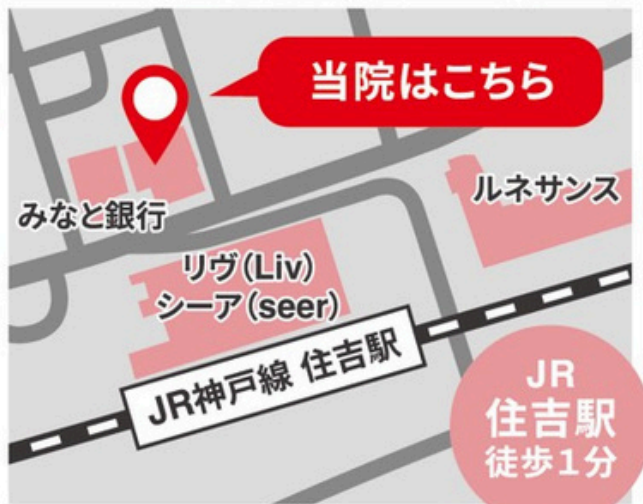 当院はこちら
みなと銀行
ルネサンス
リヴ(Liv)
シーア(seer)
JR神戸線 住吉駅
JR
住吉駅
徒歩1分